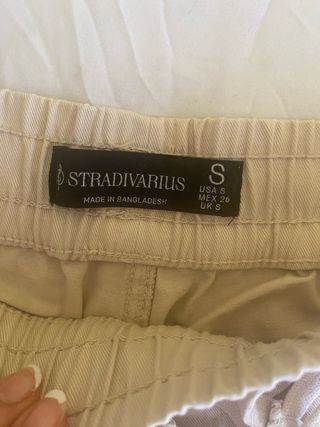 STRADIVARIUS
MADE IN BANGLADESH
S
USA S
MEX 26
UK S